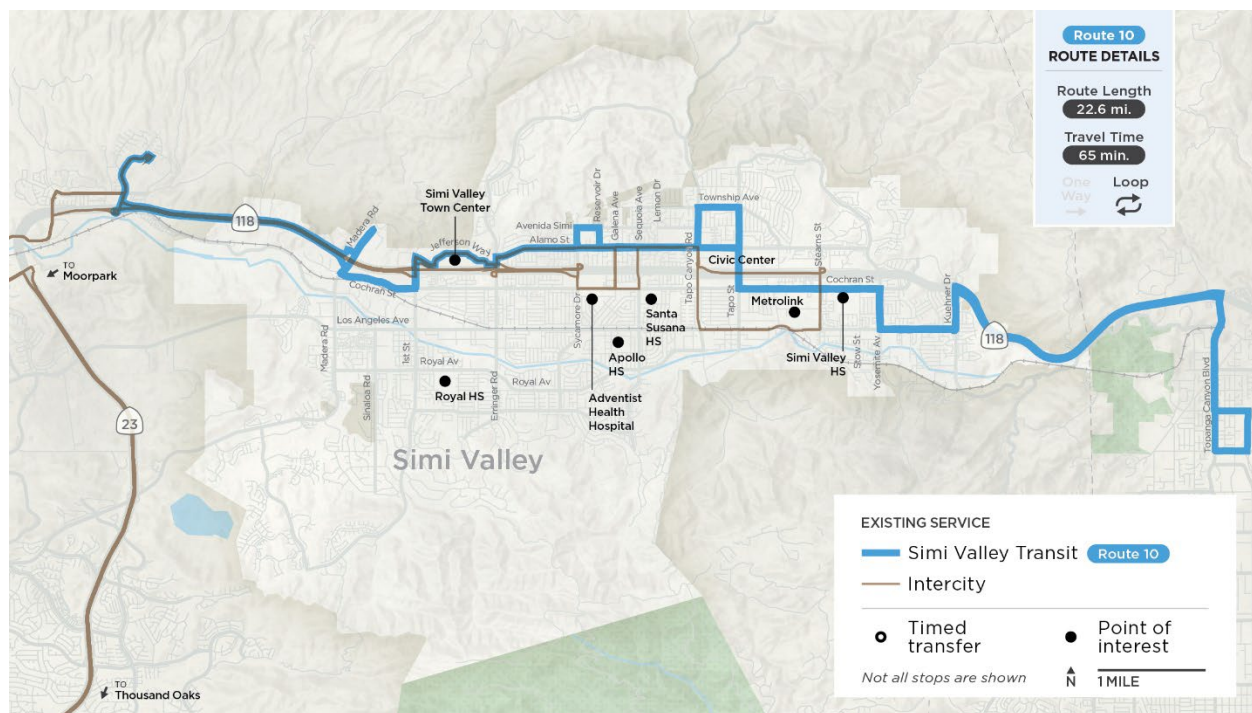 Route 10
ROUTE DETAILS
Route Length
22.6 mi.
Travel Time
65 min.
One
Way
Loop
118
Madera Rd
Simi Valley
Town Center
Jefferson Way
Avenida Simi
Alamo St
Reservoir Dr
Galena Ave
Sequoia Ave
Lemon Dr
Township Ave
Tapo Canyon Rd
Civic Center
Stearns St
TO
Moorpark
Cochran St
Cochran St
Kuehner Dr
Los Angeles Ave
Madera Rd
1st St
Sycamore Dr
Tapo St
Metrolink
Santa
Susana
HS
Apollo
HS
Simi Valley
HS
Stow St
Yosemite Av
118
Topanga Canyon Blvd
Royal Av
Royal Av
Royal HS
Sinaloa Rd
Erringer Rd
Adventist
Health
Hospital
23
Simi Valley
TO
Thousand Oaks
EXISTING SERVICE
Simi Valley Transit Route 10
Intercity
Timed
transfer
Point of
interest
Not all stops are shown
N
1 MILE